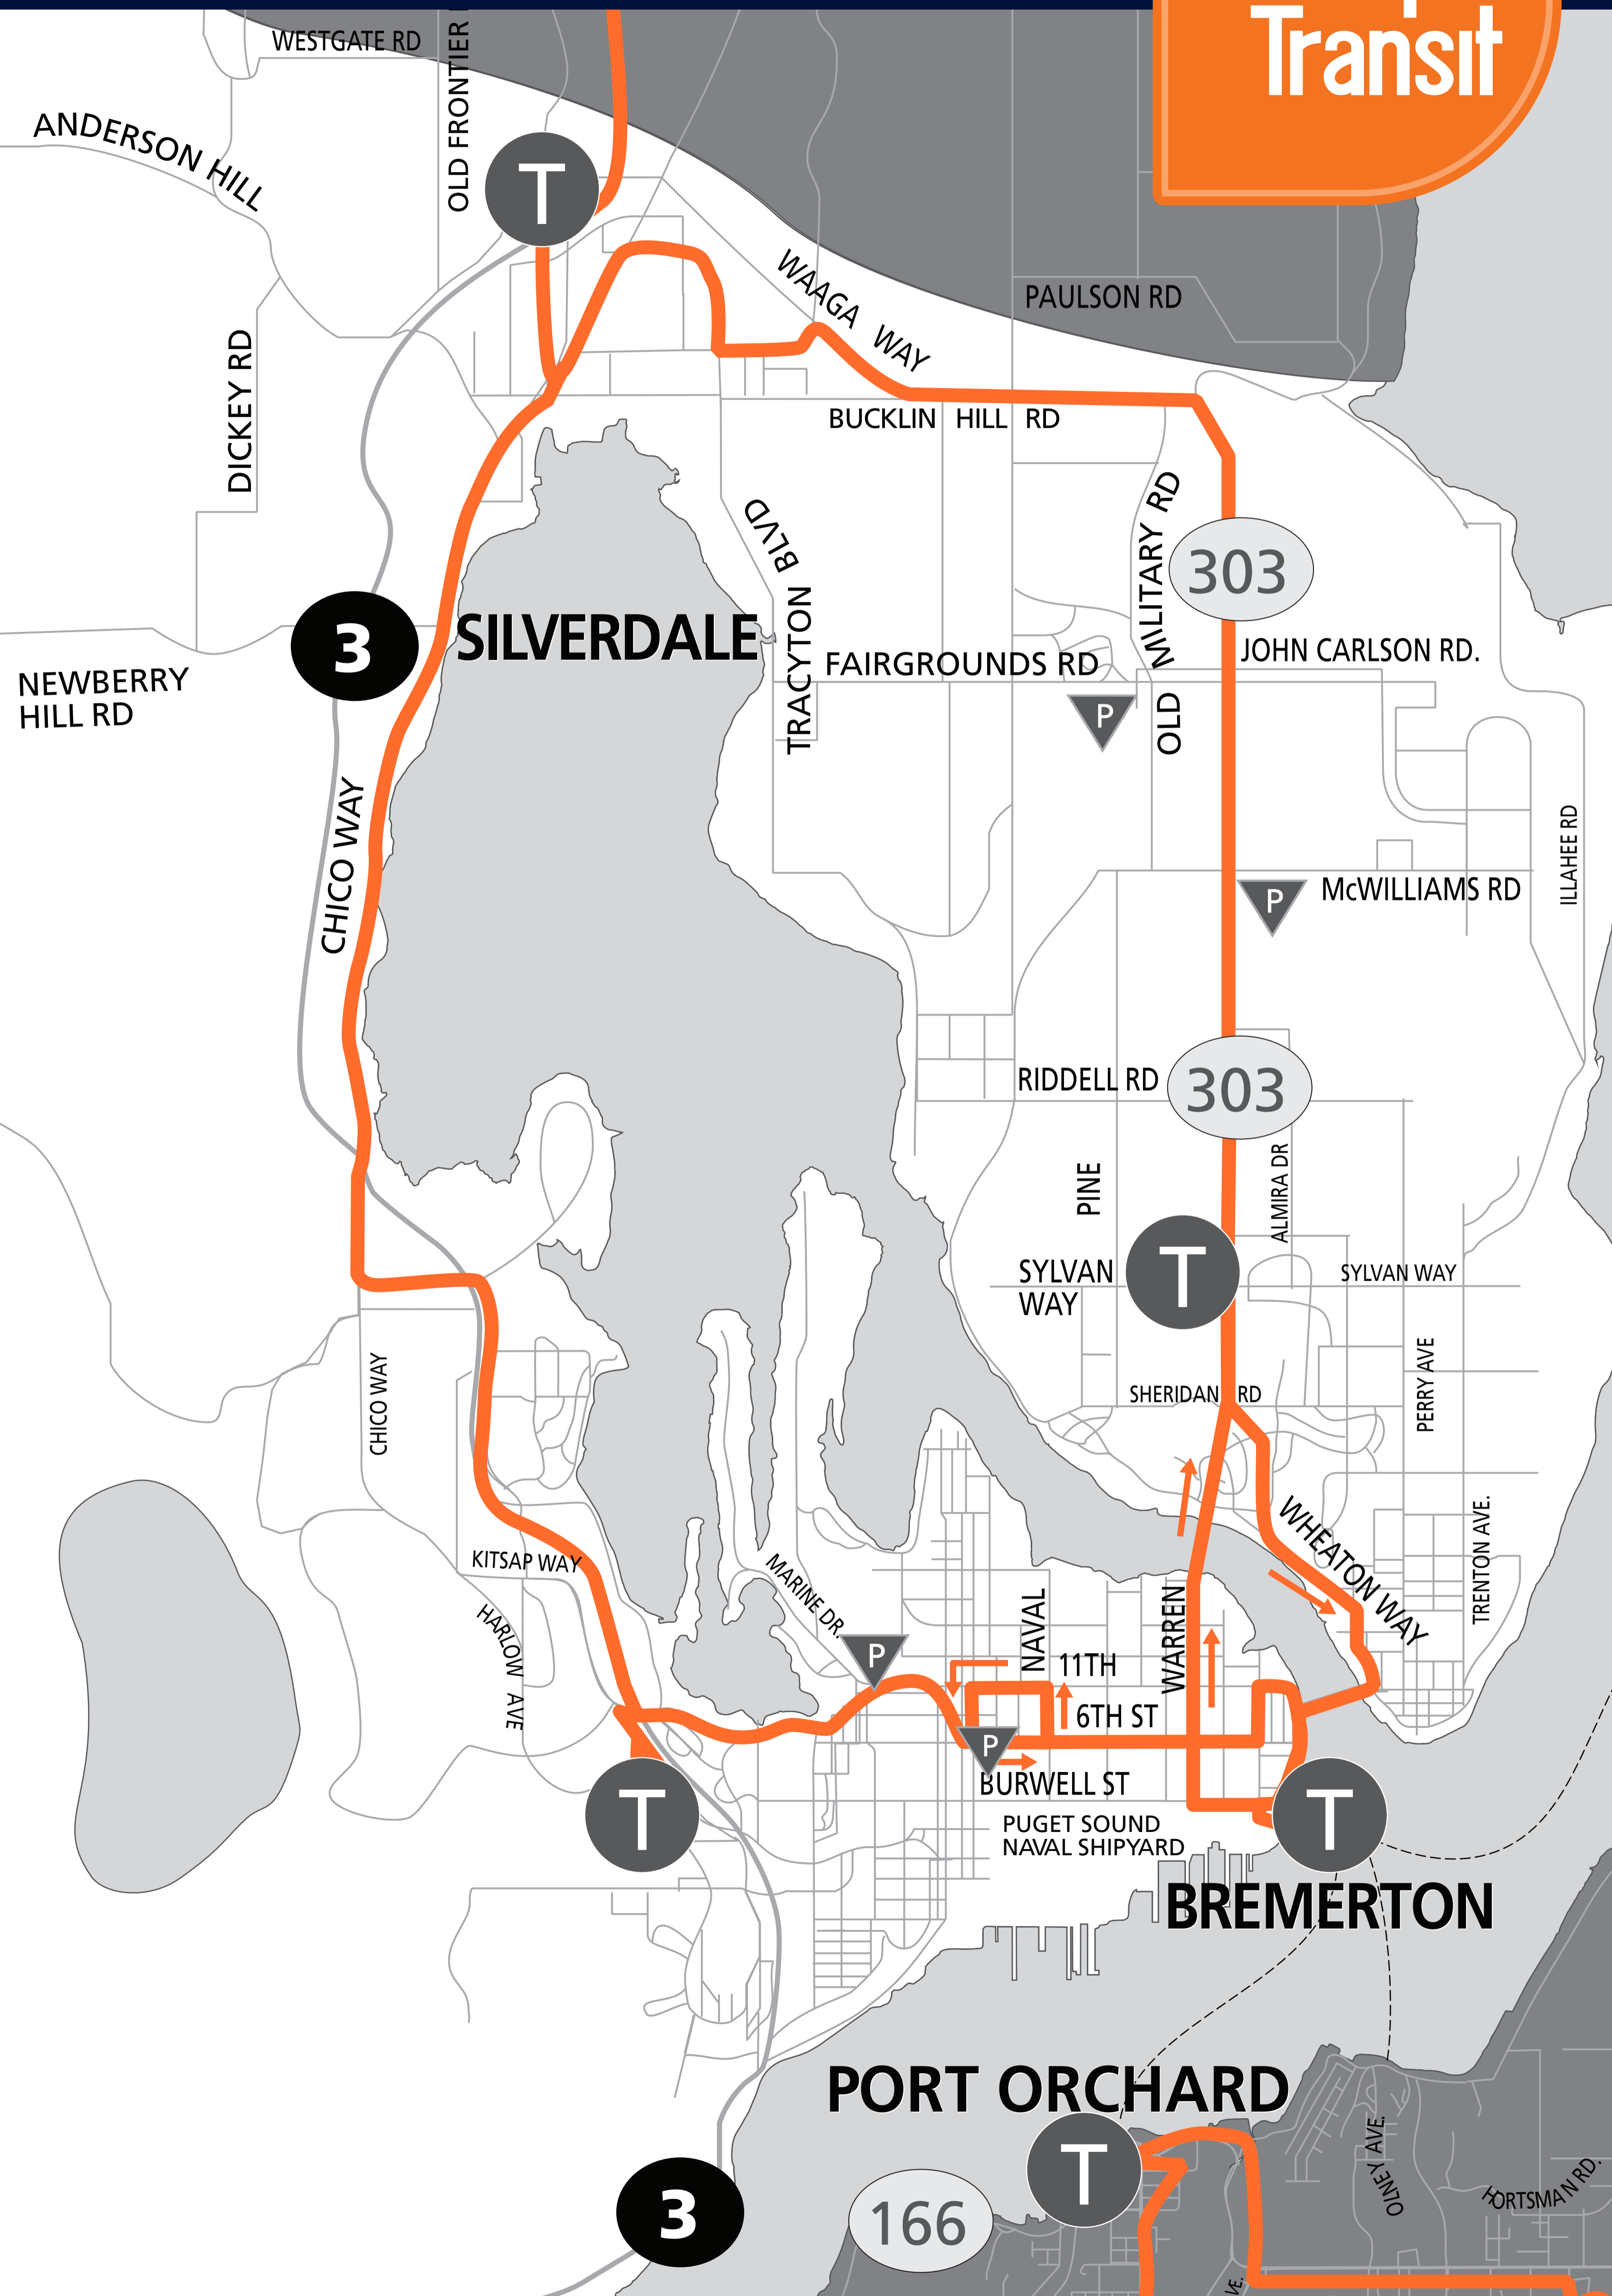 Transit
WESTGATE RD
OLD FRONTIER
ANDERSON HILL
T
WAAGA WAY
PAULSON RD
DICKEY RD
BUCKLIN HILL RD
TRACYTON BLVD
OLD MILITARY RD
303
3
SILVERDALE
FAIRGROUNDS RD
JOHN CARLSON RD.
NEWBERRY
HILL RD
P
CHICO WAY
P
McWILLIAMS RD
ILLAHEE RD
RIDDELL RD
303
PINE
ALMIRA DR
SYLVAN
WAY
T
SYLVAN WAY
CHICO WAY
SHERIDAN RD
PERRY AVE
WHEATON WAY
TRENTON AVE.
KITSAP WAY
MARINE DR.
HARLOW AVE
P
NAVAL
WARREN
11TH
6TH ST
P
BURWELL ST
T
T
PUGET SOUND
NAVAL SHIPYARD
BREMERTON
PORT ORCHARD
T
OLNEY AVE.
HORTSMAN RD.
3
166
VE.